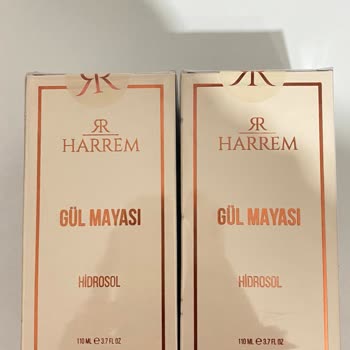 RR
HARREM
GÜL MAYASI
HİDROSOL
110 ML ℮ 3.7 FL OZ
RR
HARREM
GÜL MAYASI
HİDROSOL
110 ML ℮ 3.7 FL OZ